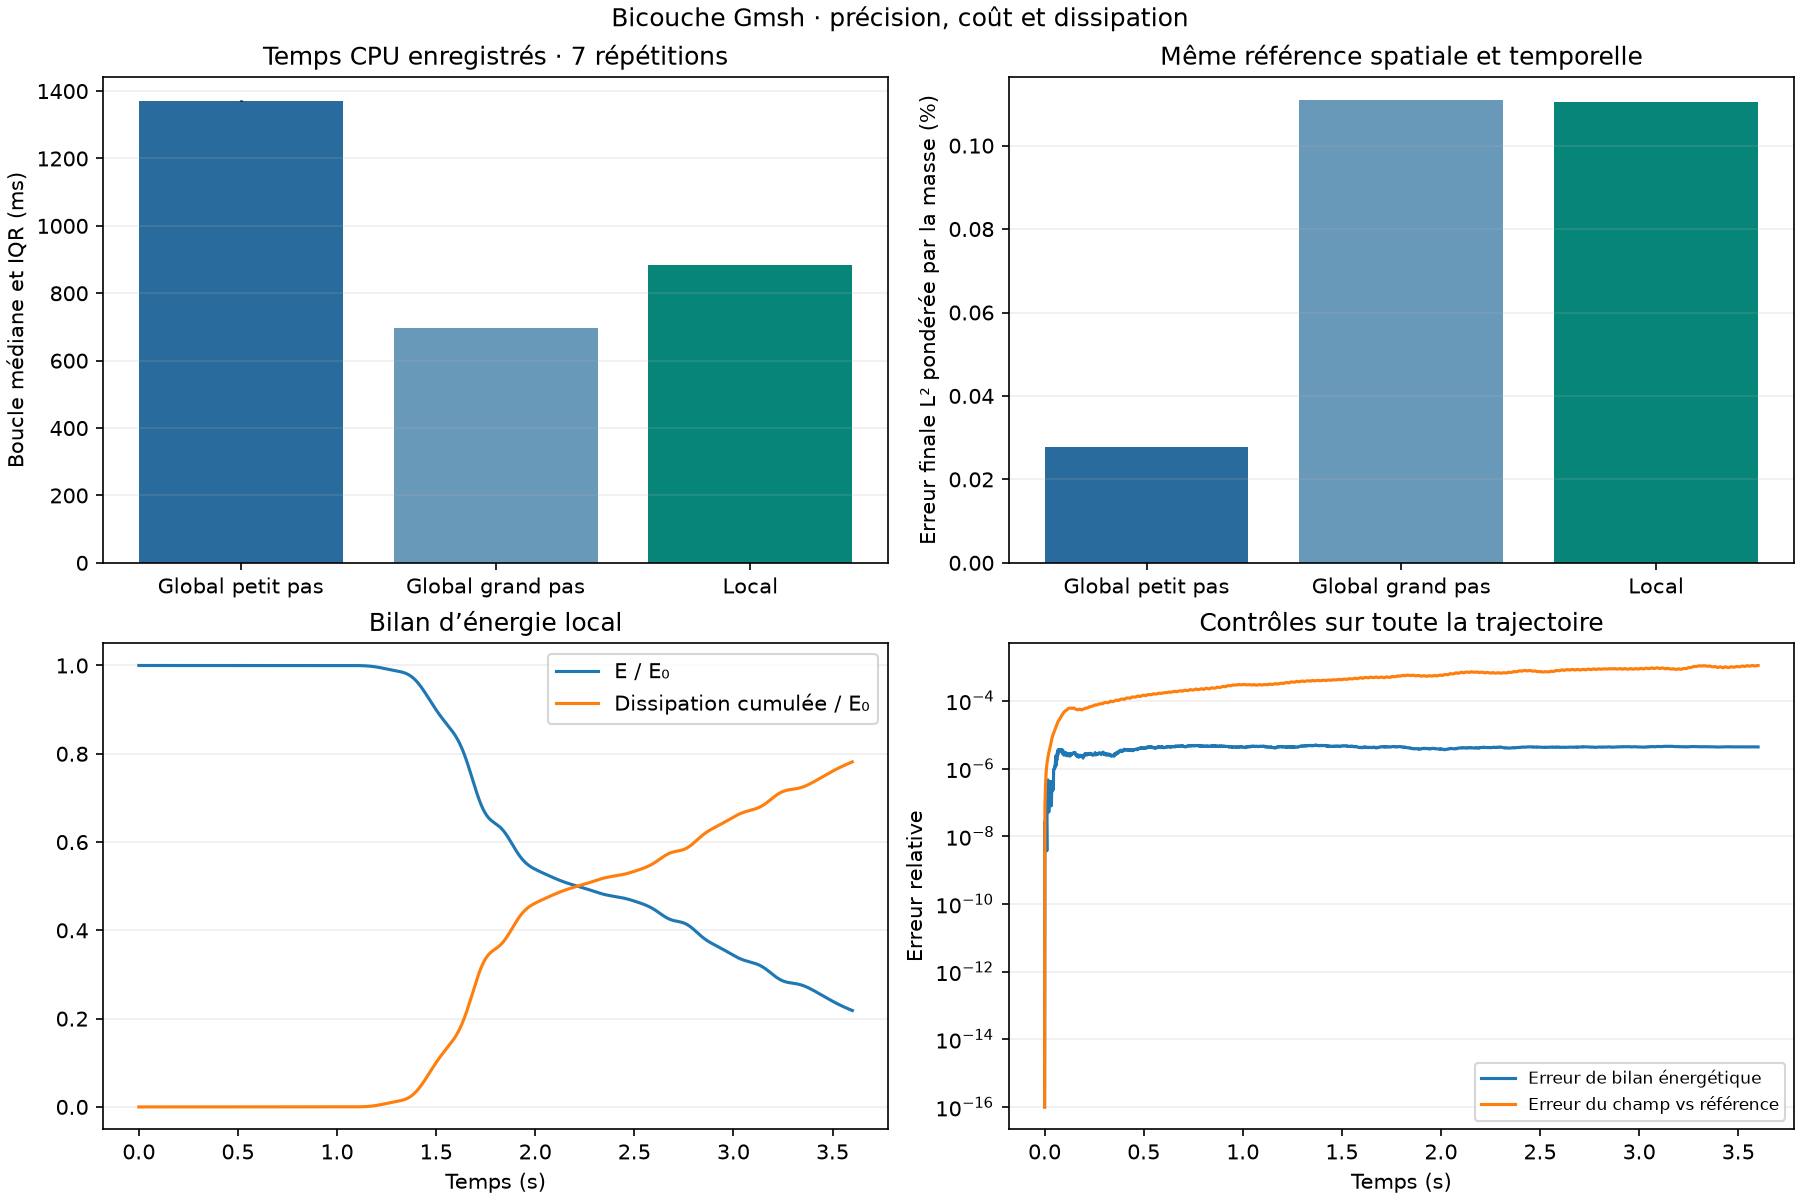 Bicouche Gmsh · précision, coût et dissipation
Temps CPU enregistrés · 7 répétitions
Boucle médiane et IQR (ms)
1400
1200
1000
800
600
400
200
0
Global petit pas
Global grand pas
Local
Même référence spatiale et temporelle
Erreur finale L² pondérée par la masse (%)
0.10
0.08
0.06
0.04
0.02
0.00
Global petit pas
Global grand pas
Local
Bilan d’énergie local
E / E₀
Dissipation cumulée / E₀
1.0
0.8
0.6
0.4
0.2
0.0
0.0 0.5 1.0 1.5 2.0 2.5 3.0 3.5
Temps (s)
Contrôles sur toute la trajectoire
Erreur relative
10⁻⁴
10⁻⁶
10⁻⁸
10⁻¹⁰
10⁻¹²
10⁻¹⁴
10⁻¹⁶
Erreur de bilan énergétique
Erreur du champ vs référence
0.0 0.5 1.0 1.5 2.0 2.5 3.0 3.5
Temps (s)